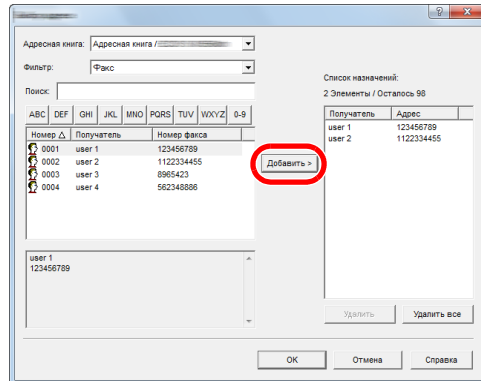 Адресная книга: Адресная книга /
Фильтр: Факс
Поиск:
ABC DEF GHI JKL MNO PQRS TUV WXYZ 0-9
Номер △ Получатель Номер факса
0001 user 1 123456789
0002 user 2 1122334455
0003 user 3 8965423
0004 user 4 562348886
user 1
123456789
Добавить >
Список назначений:
2 Элементы / Осталось 98
Получатель Адрес
user 1 123456789
user 2 1122334455
Удалить Удалить все
OK Отмена Справка